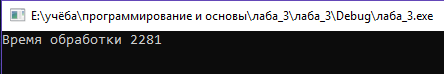 E:\учёба\программирование и основы\лаба_3\лаба_3\Debug\лаба_3.exe
Время обработки 2281